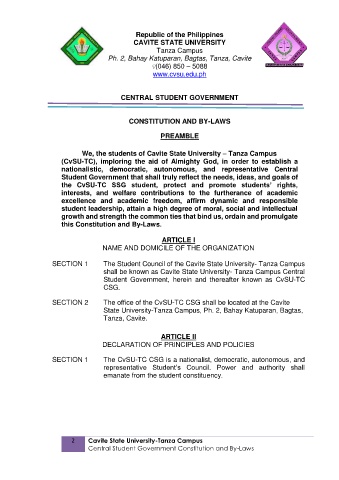 Republic of the Philippines
CAVITE STATE UNIVERSITY
Tanza Campus
Ph. 2, Bahay Katuparan, Bagtas, Tanza, Cavite
(046) 850 – 5088
www.cvsu.edu.ph
CENTRAL STUDENT GOVERNMENT
CONSTITUTION AND BY-LAWS
PREAMBLE
We, the students of Cavite State University – Tanza Campus
(CvSU-TC), imploring the aid of Almighty God, in order to establish a
nationalistic, democratic, autonomous, and representative Central
Student Government that shall truly reflect the needs, ideas, and goals of
the CvSU-TC SSG student, protect and promote students' rights,
interests, and welfare contributions to the furtherance of academic
excellence and academic freedom, affirm dynamic and responsible
student leadership, attain a high degree of moral, social and intellectual
growth and strength the common ties that bind us, ordain and promulgate
this Constitution and By-Laws.
ARTICLE I
NAME AND DOMICILE OF THE ORGANIZATION
SECTION 1 The Student Council of the Cavite State University- Tanza Campus
shall be known as Cavite State University- Tanza Campus Central
Student Government, herein and thereafter known as CvSU-TC
CSG.
SECTION 2 The office of the CvSU-TC CSG shall be located at the Cavite
State University-Tanza Campus, Ph. 2, Bahay Katuparan, Bagtas,
Tanza, Cavite.
ARTICLE II
DECLARATION OF PRINCIPLES AND POLICIES
SECTION 1 The CvSU-TC CSG is a nationalist, democratic, autonomous, and
representative Student's Council. Power and authority shall
emanate from the student constituency.
Cavite State University-Tanza Campus
Central Student Government Constitution and By-Laws